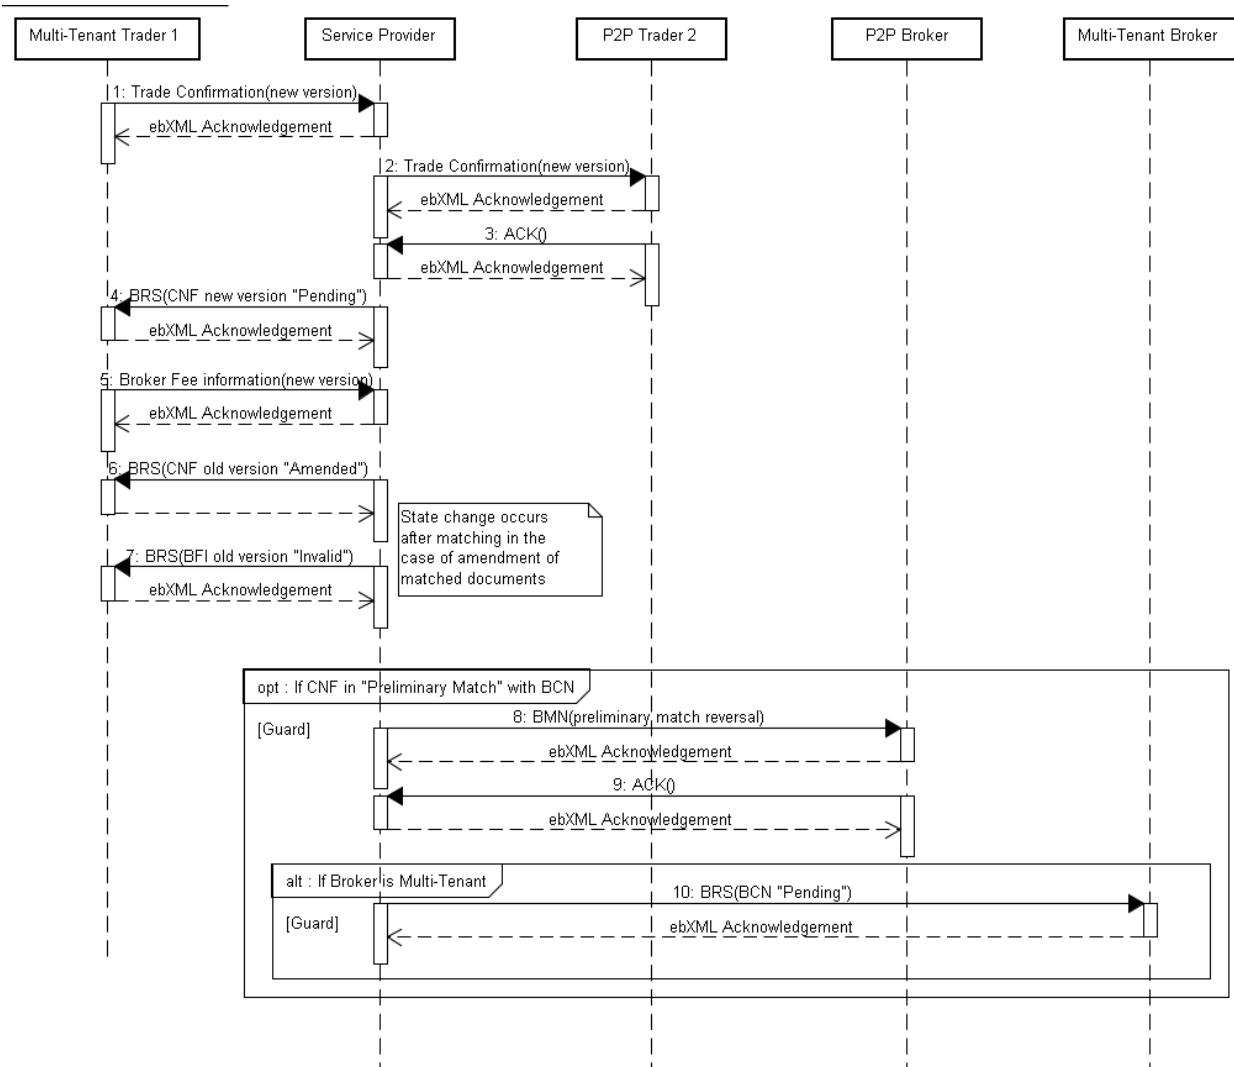 Multi-Tenant Trader 1
Service Provider
P2P Trader 2
P2P Broker
Multi-Tenant Broker
1: Trade Confirmation(new version)
ebXML Acknowledgement
2: Trade Confirmation(new version)
ebXML Acknowledgement
3: ACK()
ebXML Acknowledgement
4: BRS(CNF new version "Pending")
ebXML Acknowledgement
5: Broker Fee information(new version)
ebXML Acknowledgement
6: BRS(CNF old version "Amended")
State change occurs
after matching in the
case of amendment of
matched documents
7: BRS(BFI old version "Invalid")
ebXML Acknowledgement
opt : If CNF in "Preliminary Match" with BCN
[Guard]
8: BMN(preliminary match reversal)
ebXML Acknowledgement
9: ACK()
ebXML Acknowledgement
alt : If Broker is Multi-Tenant
[Guard]
10: BRS(BCN "Pending")
ebXML Acknowledgement